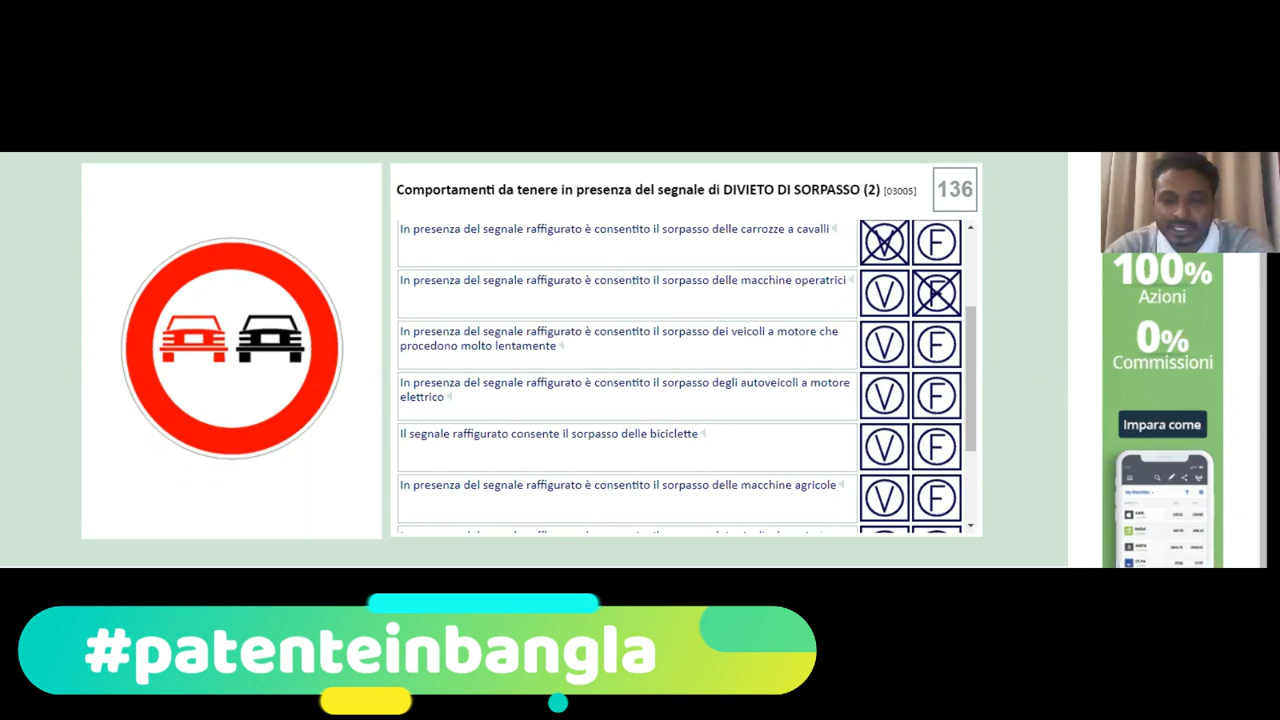 Comportamenti da tenere in presenza del segnale di DIVIETO DI SORPASSO (2) [03005]
136
In presenza del segnale raffigurato è consentito il sorpasso delle carrozze a cavalli
V F
In presenza del segnale raffigurato è consentito il sorpasso delle macchine operatrici
V F
In presenza del segnale raffigurato è consentito il sorpasso dei veicoli a motore che
procedono molto lentamente
V F
In presenza del segnale raffigurato è consentito il sorpasso degli autoveicoli a motore
elettrico
V F
Il segnale raffigurato consente il sorpasso delle biciclette
V F
In presenza del segnale raffigurato è consentito il sorpasso delle macchine agricole
V F
100%
Azioni
0%
Commissioni
Impara come
#patenteinbangla